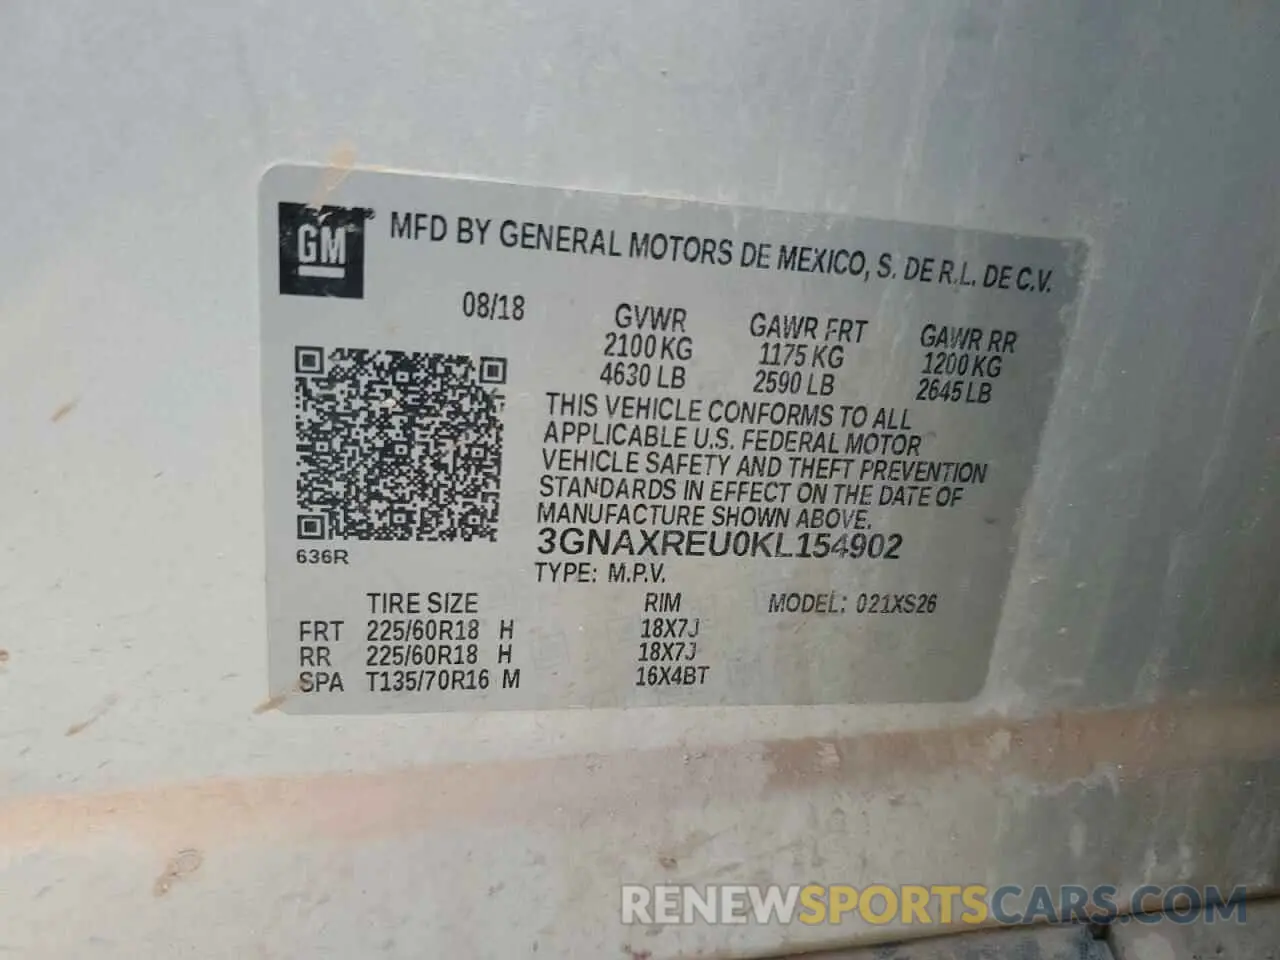 GM ® MFD BY GENERAL MOTORS DE MEXICO, S. DE R.L. DE C.V.
08/18 GVWR GAWR FRT GAWR RR
2100 KG 1175 KG 1200 KG
4630 LB 2590 LB 2645 LB
THIS VEHICLE CONFORMS TO ALL
APPLICABLE U.S. FEDERAL MOTOR
VEHICLE SAFETY AND THEFT PREVENTION
STANDARDS IN EFFECT ON THE DATE OF
MANUFACTURE SHOWN ABOVE.
636R
3GNAXREU0KL154902
TYPE: M.P.V.
TIRE SIZE RIM MODEL: 021XS26
FRT 225/60R18 H 18X7J
RR 225/60R18 H 18X7J
SPA T135/70R16 M 16X4BT
RENEWSPORTSCARS.COM